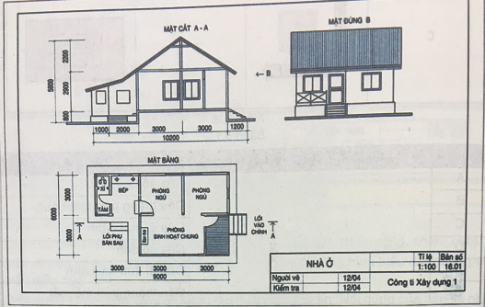 MẶT CẮT A - A
MẶT ĐỨNG B
2200
2500
800
5500
B
1000 2000 3000 3000 1200
10200
MẶT BẰNG
3000
3000
6000
XÍ
TẮM
BẾP
PHÒNG NGỦ
PHÒNG NGỦ
PHÒNG
SINH HOẠT CHUNG
LỐI PHỤ
BÊN SAU
LỐI
VÀO
CHÍNH
A
A
3000 3000 3000
9000
NHÀ Ở
Tỉ lệ Bản số
1:100 16.01
Người vẽ 12/04
Kiểm tra 12/04
Công ti Xây dựng 1